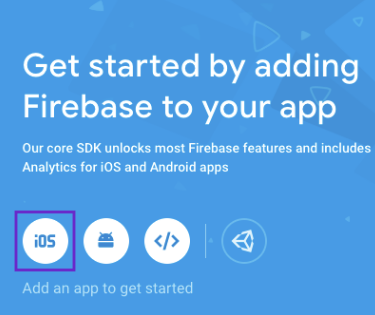 Get started by adding
Firebase to your app
Our core SDK unlocks most Firebase features and includes
Analytics for iOS and Android apps
iOS
</>
Add an app to get started